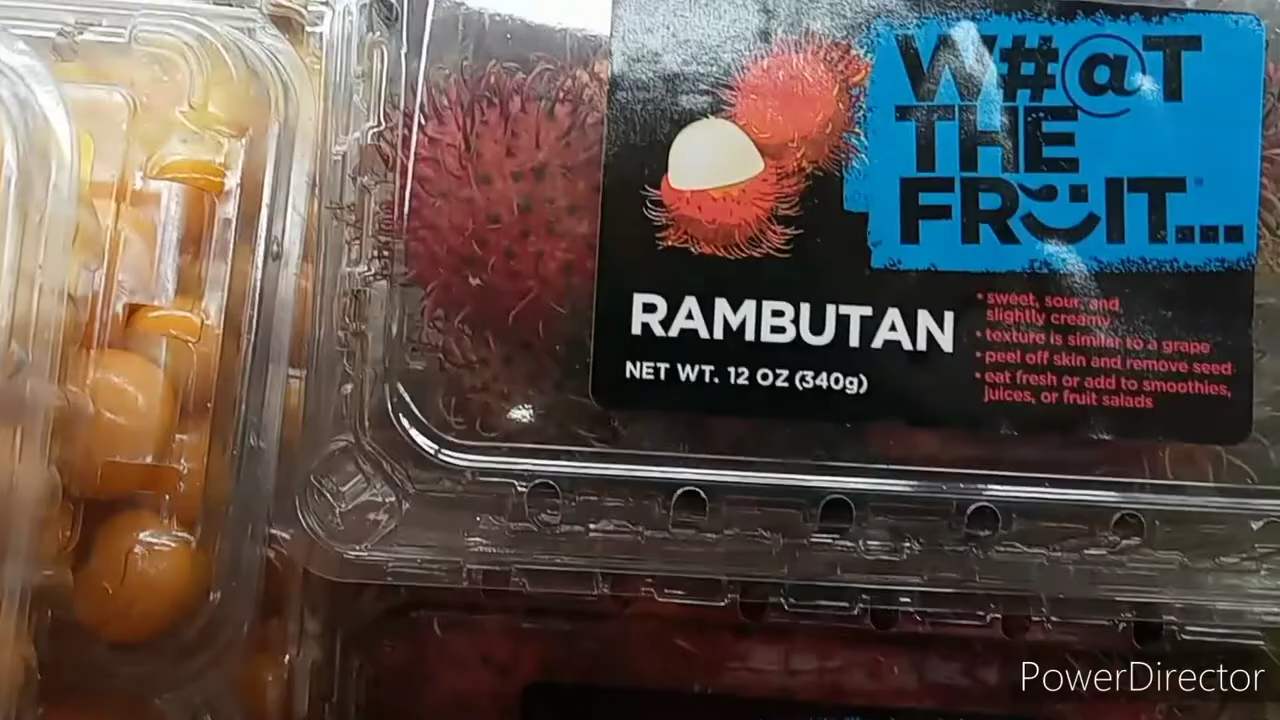 W#@T
THE
FRUIT...
RAMBUTAN
NET WT. 12 OZ (340g)
• sweet, sour, and
slightly creamy
• texture is similar to a grape
• peel off skin and remove seed
• eat fresh or add to smoothies,
juices, or fruit salads
PowerDirector